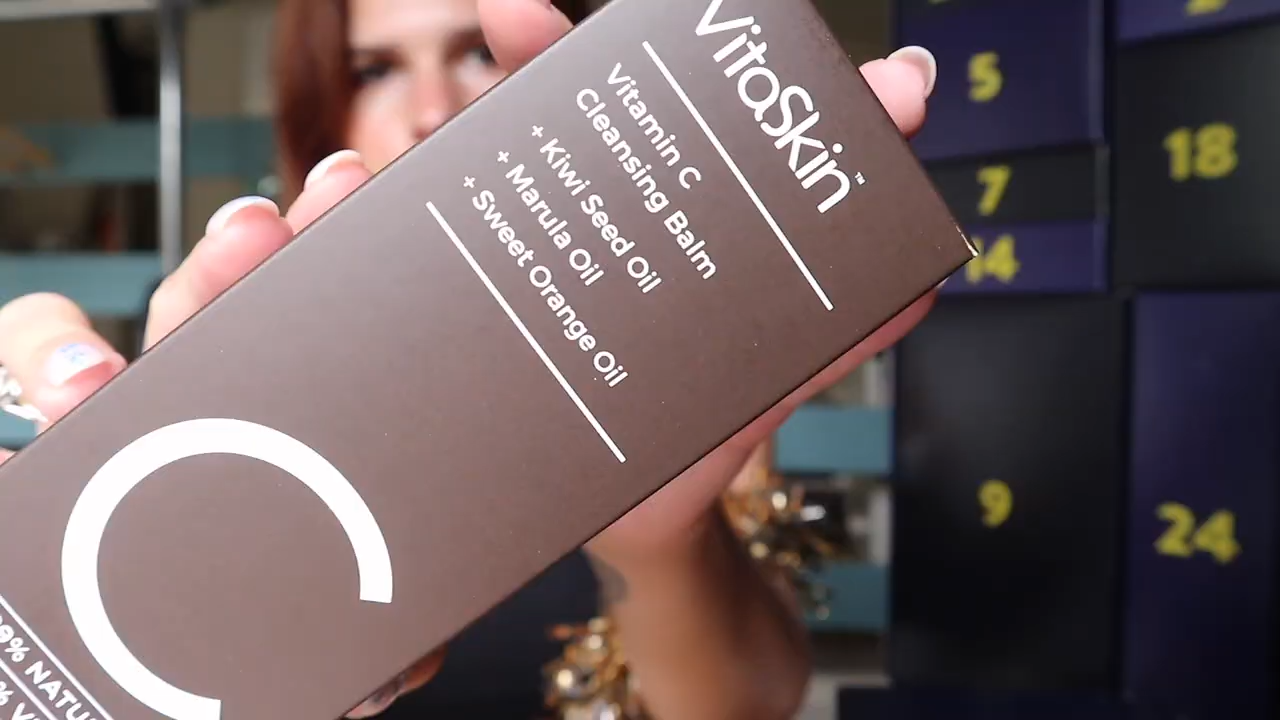 VitaSkin™
Vitamin C
Cleansing Balm
+ Kiwi Seed Oil
+ Marula Oil
+ Sweet Orange Oil
C
5
7
14
18
9
24